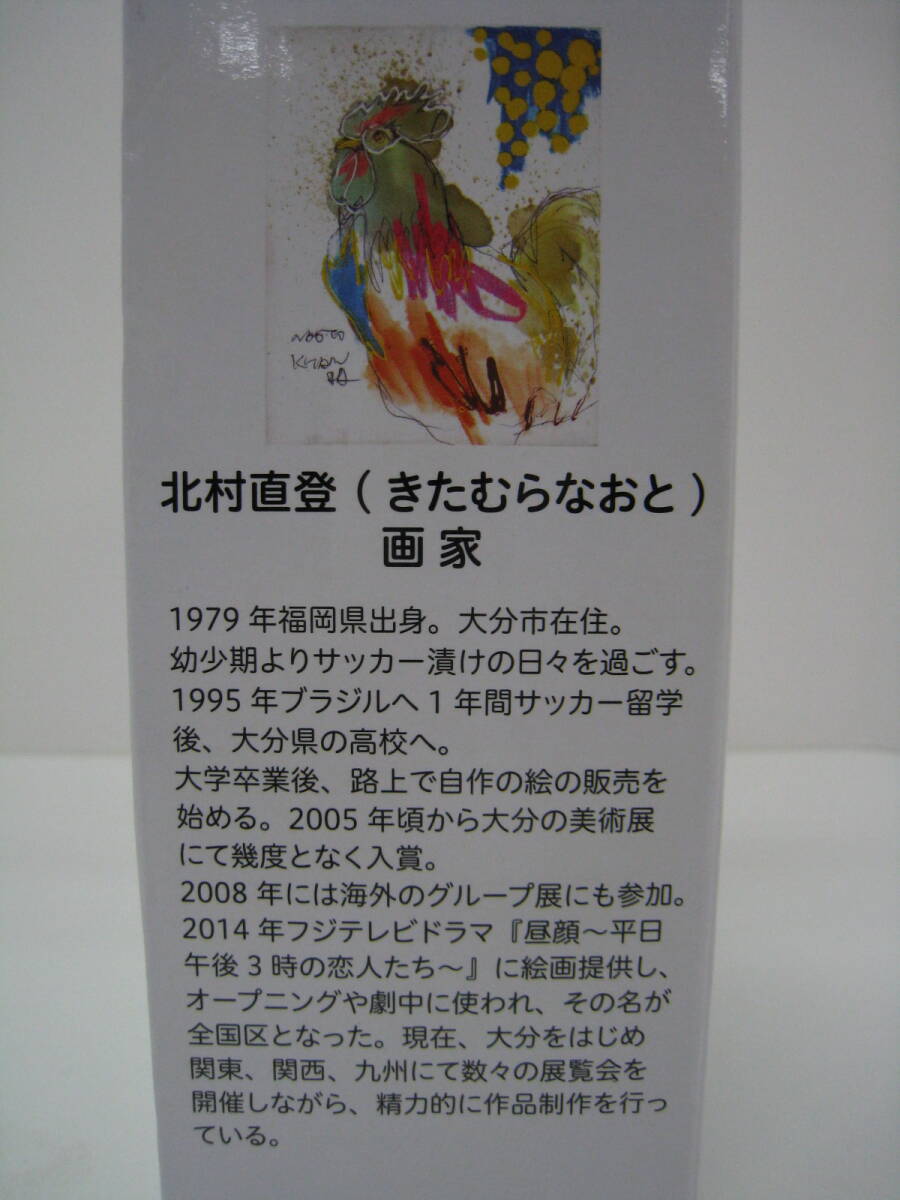 NAOTO
KITAMU
RA
北村直登(きたむらなおと)
画家
1979年福岡県出身。大分市在住。
幼少期よりサッカー漬けの日々を過ごす。
1995年ブラジルへ1年間サッカー留学
後、大分県の高校へ。
大学卒業後、路上で自作の絵の販売を
始める。2005年頃から大分の美術展
にて幾度となく入賞。
2008年には海外のグループ展にも参加。
2014年フジテレビドラマ『昼顔〜平日
午後3時の恋人たち〜』に絵画提供し、
オープニングや劇中に使われ、その名が
全国区となった。現在、大分をはじめ
関東、関西、九州にて数々の展覧会を
開催しながら、精力的に作品制作を行っ
ている。